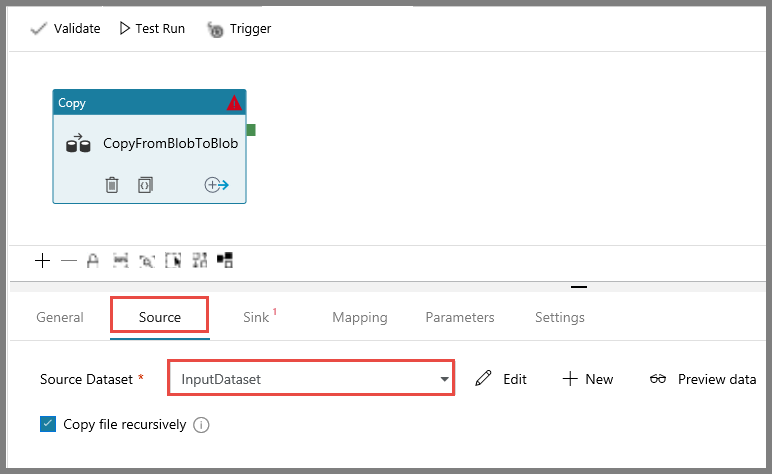 Validate Test Run Trigger
Copy
CopyFromBlobToBlob
General Source Sink 1 Mapping Parameters Settings
Source Dataset * InputDataset Edit New Preview data
Copy file recursively